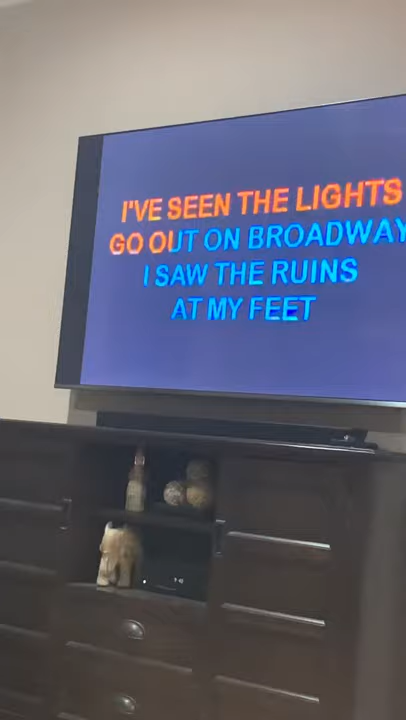 I'VE SEEN THE LIGHTS
GO OUT ON BROADWAY
I SAW THE RUINS
AT MY FEET